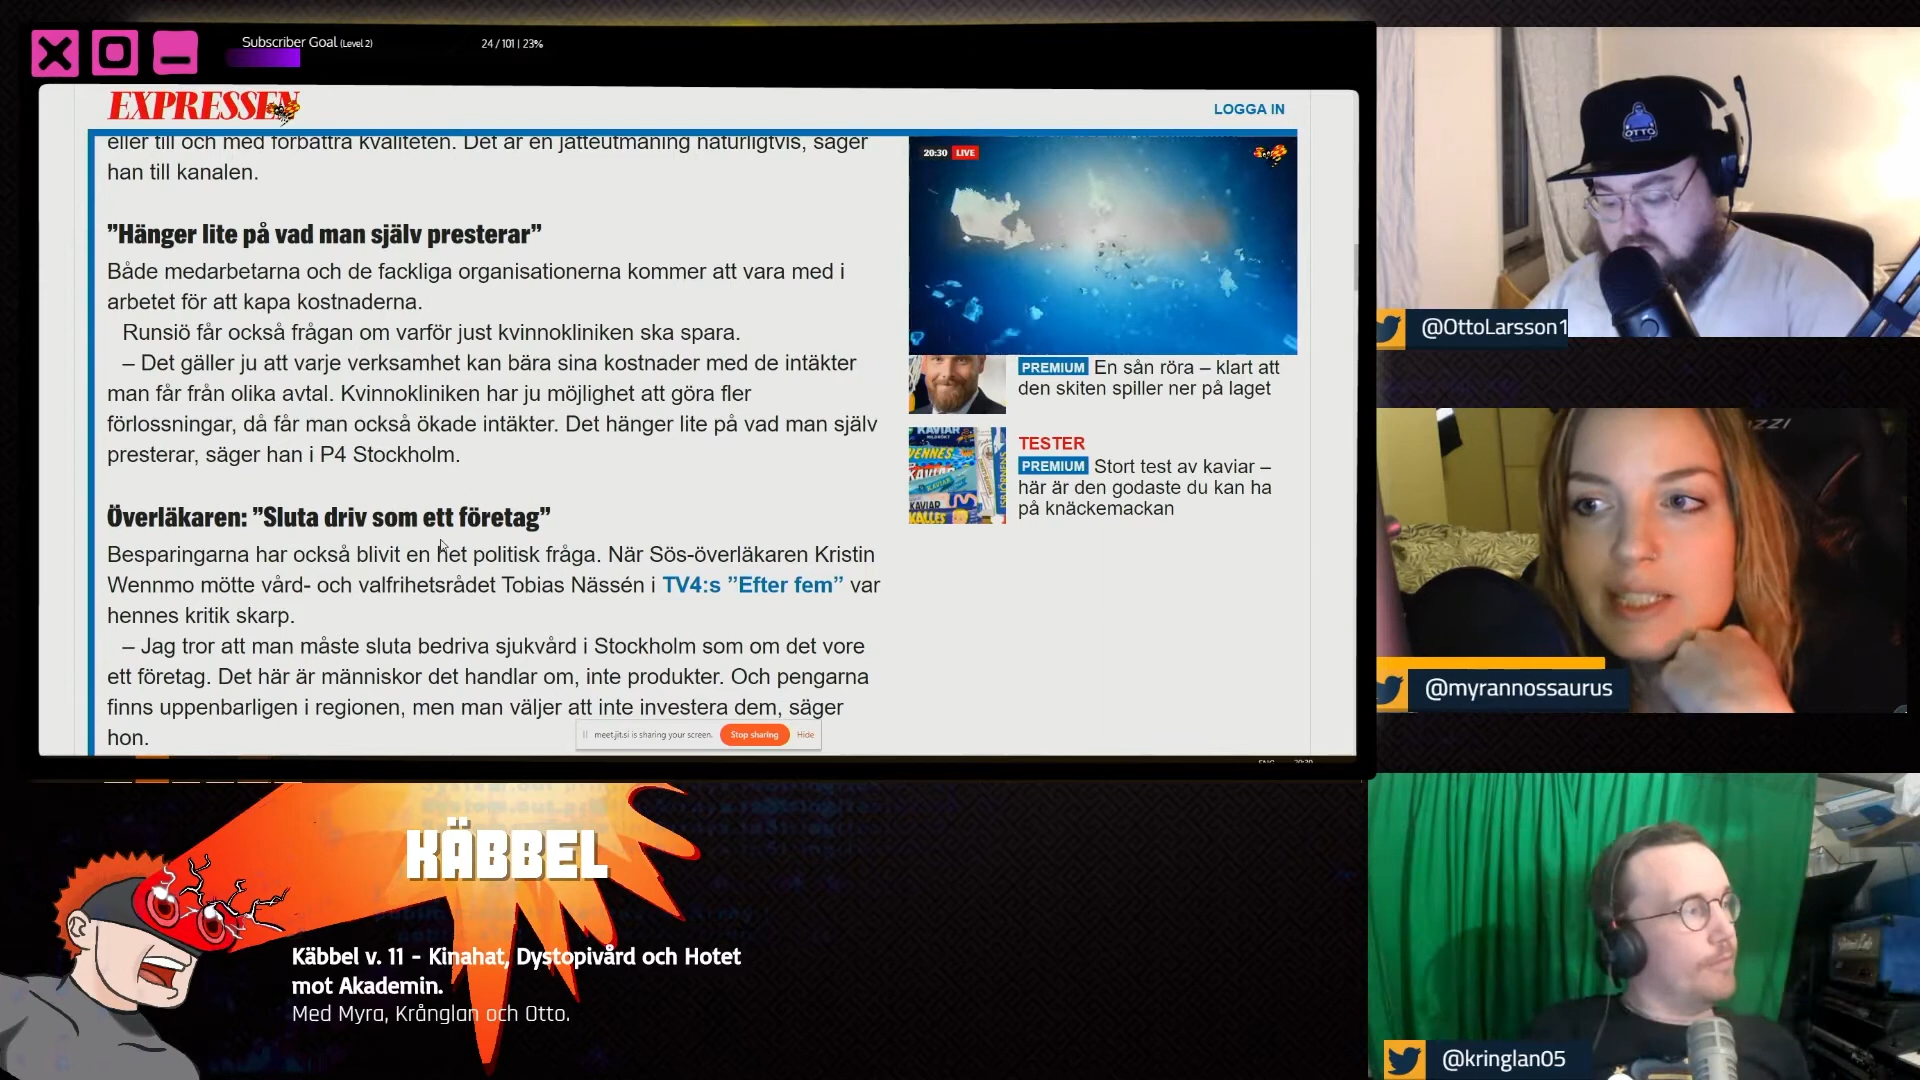 Subscriber Goal (Level 2)
24 / 101 | 23%
EXPRESSEN
LOGGA IN
eller till och med förbättra kvaliteten. Det är en jätteutmaning naturligtvis, säger
han till kanalen.
”Hänger lite på vad man själv presterar”
Både medarbetarna och de fackliga organisationerna kommer att vara med i
arbetet för att kapa kostnaderna.
Runsiö får också frågan om varför just kvinnokliniken ska spara.
– Det gäller ju att varje verksamhet kan bära sina kostnader med de intäkter
man får från olika avtal. Kvinnokliniken har ju möjlighet att göra fler
förlossningar, då får man också ökade intäkter. Det hänger lite på vad man själv
presterar, säger han i P4 Stockholm.
Överläkaren: ”Sluta driv som ett företag”
Besparingarna har också blivit en het politisk fråga. När Sös-överläkaren Kristin
Wennmo mötte vård- och valfrihetsrådet Tobias Nässén i TV4:s ”Efter fem” var
hennes kritik skarp.
– Jag tror att man måste sluta bedriva sjukvård i Stockholm som om det vore
ett företag. Det här är människor det handlar om, inte produkter. Och pengarna
finns uppenbarligen i regionen, men man väljer att inte investera dem, säger
hon.
20:30 LIVE
PREMIUM En sån röra – klart att
den skiten spiller ner på laget
KAVIAR
KALLES
TESTER
PREMIUM Stort test av kaviar –
här är den godaste du kan ha
på knäckemackan
meet.jit.si is sharing your screen. Stop sharing Hide
OTTO
@OttoLarsson1
@myrannossaurus
@kringlan05
KÄBBEL
Käbbel v. 11 - Kinahat, Dystopivård och Hotet
mot Akademin.
Med Myra, Krånglan och Otto.